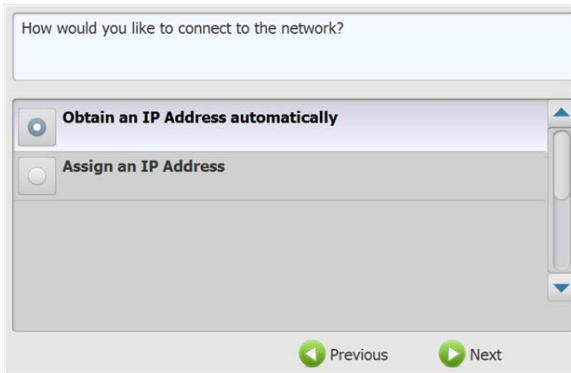 How would you like to connect to the network?
Obtain an IP Address automatically
Assign an IP Address
Previous
Next